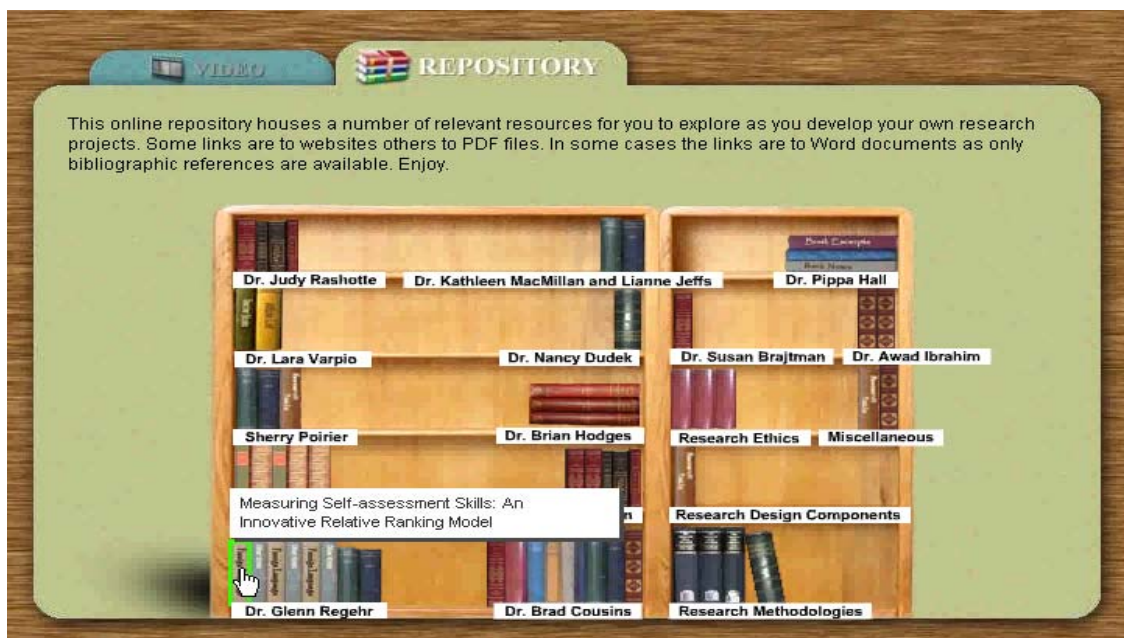 VIDEO
REPOSITORY
This online repository houses a number of relevant resources for you to explore as you develop your own research
projects. Some links are to websites others to PDF files. In some cases the links are to Word documents as only
bibliographic references are available. Enjoy.
Book Excerpts
Dr. Judy Rashotte
Dr. Kathleen MacMillan and Lianne Jeffs
Dr. Pippa Hall
Dr. Lara Varpio
Dr. Nancy Dudek
Dr. Susan Brajtman
Dr. Awad Ibrahim
Sherry Poirier
Dr. Brian Hodges
Research Ethics
Miscellaneous
Measuring Self-assessment Skills: An
Innovative Relative Ranking Model
n
Research Design Components
Dr. Glenn Regehr
Dr. Brad Cousins
Research Methodologies